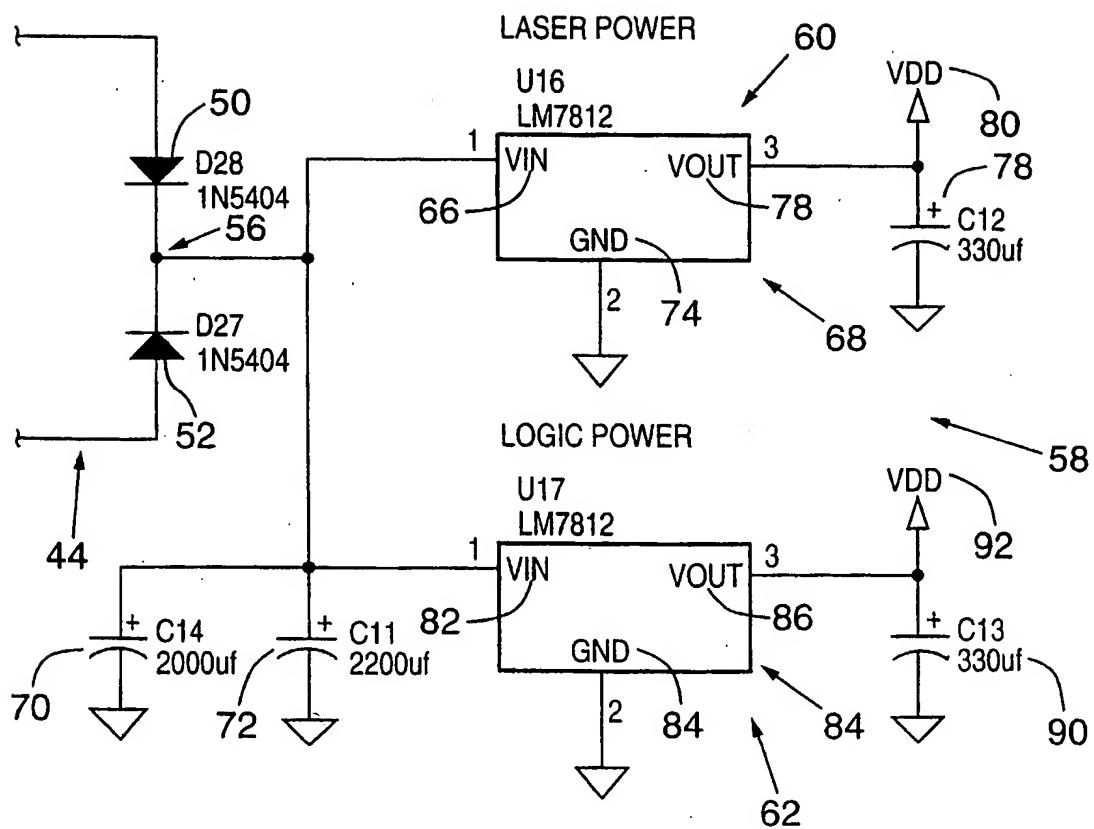 LASER POWER
60
U16
LM7812
VDD
80
50
D28
1N5404
1
VIN
66
VOUT
78
3
78
+
C12
330uf
56
GND
74
2
68
D27
1N5404
52
44
LOGIC POWER
58
U17
LM7812
VDD
92
1
VIN
82
VOUT
86
3
+
C14
2000uf
70
+
C11
2200uf
72
GND
84
2
84
+
C13
330uf
90
62